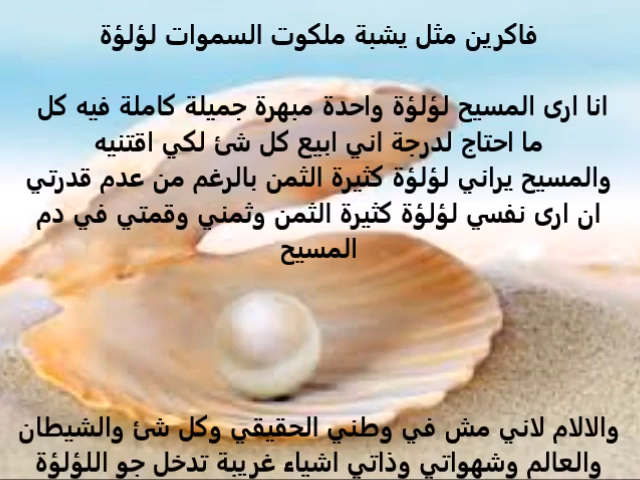 فاكرين مثل يشبة ملكوت السموات لؤلؤة
انا ارى المسيح لؤلؤة واحدة مبهرة جميلة كاملة فيه كل
ما احتاج لدرجة اني ابيع كل شئ لكي اقتنيه
والمسيح يراني لؤلؤة كثيرة الثمن بالرغم من عدم قدرتي
ان ارى نفسي لؤلؤة كثيرة الثمن وثمني وقمتي في دم
المسيح
والالام لاني مش في وطني الحقيقي وكل شئ والشيطان
والعالم وشهواتي وذاتي اشياء غريبة تدخل جو اللؤلؤة